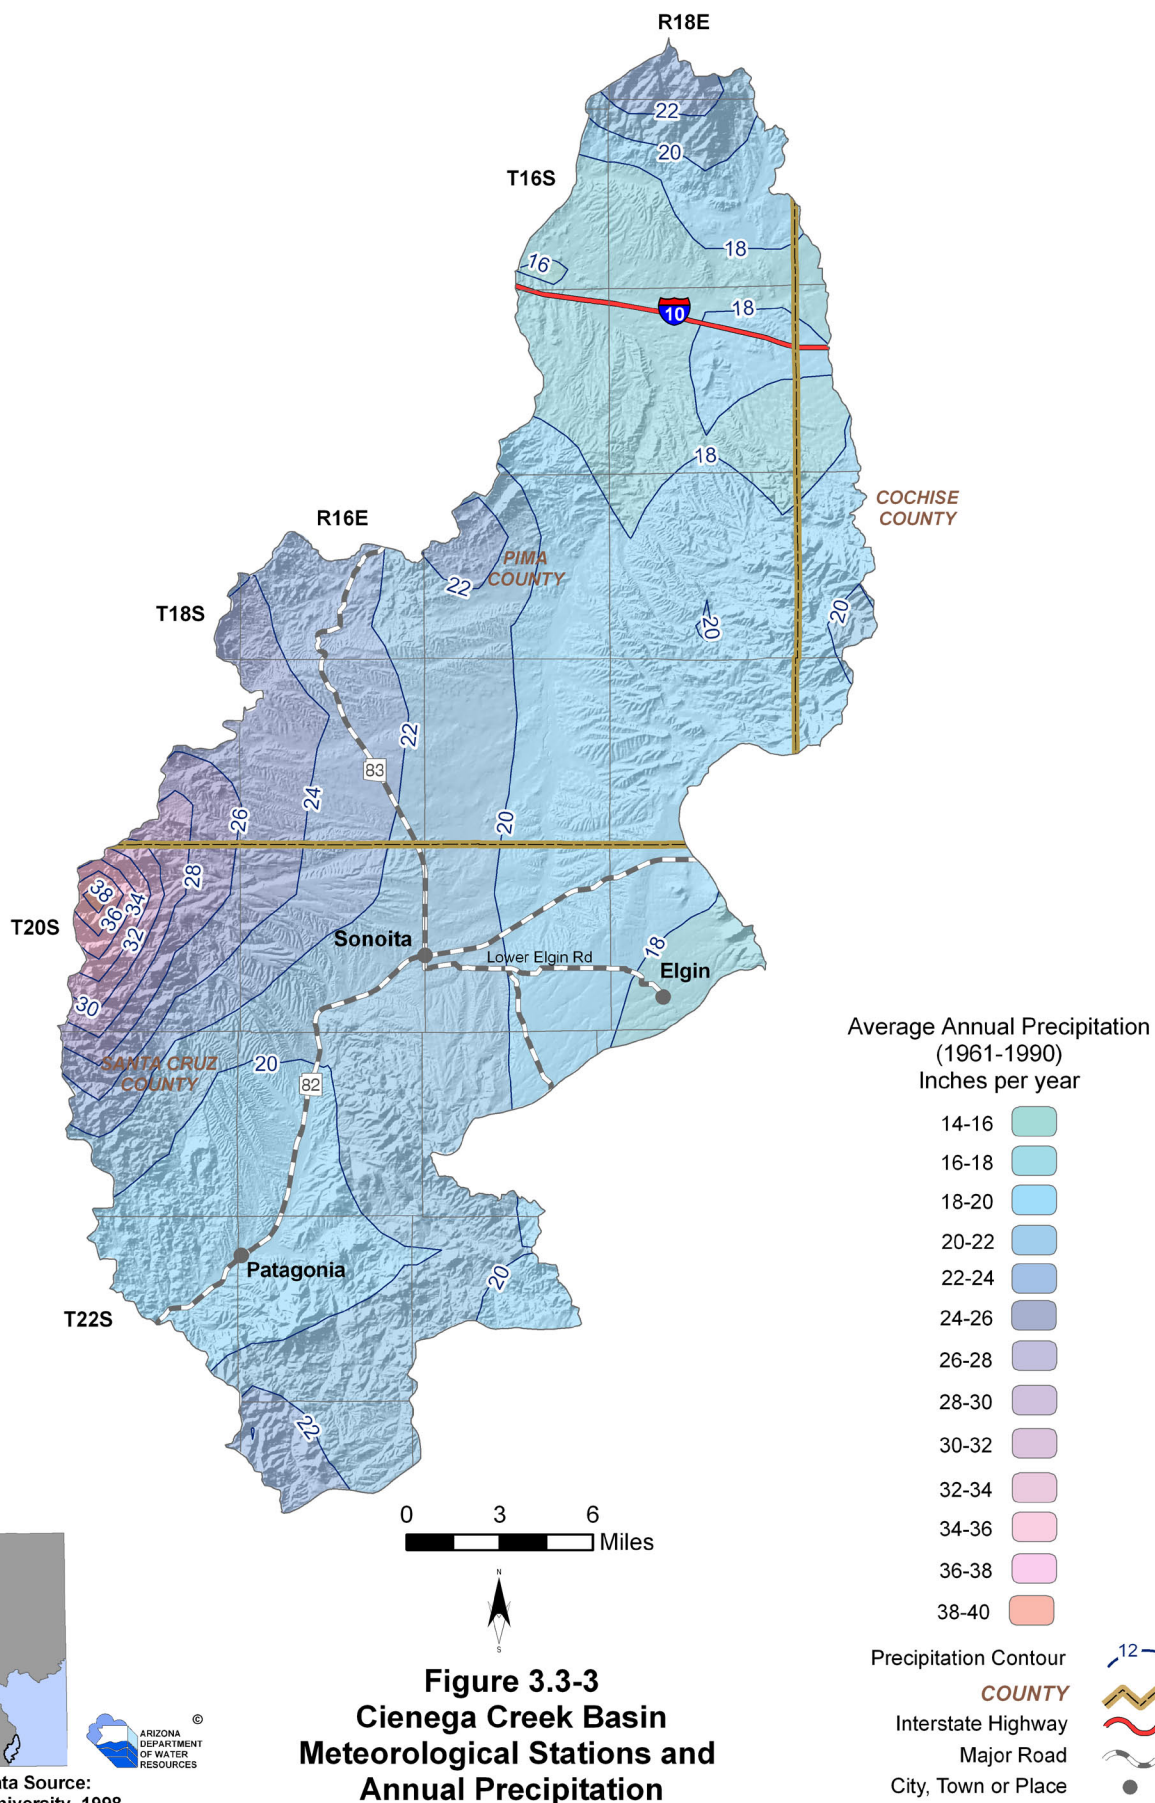 R18E
22
20
T16S
18
16
18
10
18
COCHISE
COUNTY
R16E
PIMA
COUNTY
22
T18S
20
20
22
83
24
26
20
28
38
36
34
32
T20S
Sonoita
18
Lower Elgin Rd
Elgin
30
SANTA CRUZ
COUNTY
20
82
Patagonia
20
T22S
22
Average Annual Precipitation
(1961-1990)
Inches per year
14-16
16-18
18-20
20-22
22-24
24-26
26-28
28-30
30-32
32-34
34-36
36-38
38-40
0 3 6
Miles
N
S
Precipitation Contour
12
COUNTY
Interstate Highway
Major Road
City, Town or Place
Figure 3.3-3
Cienega Creek Basin
Meteorological Stations and
Annual Precipitation
©
ARIZONA
DEPARTMENT
OF WATER
RESOURCES
ta Source:
niversity, 1998